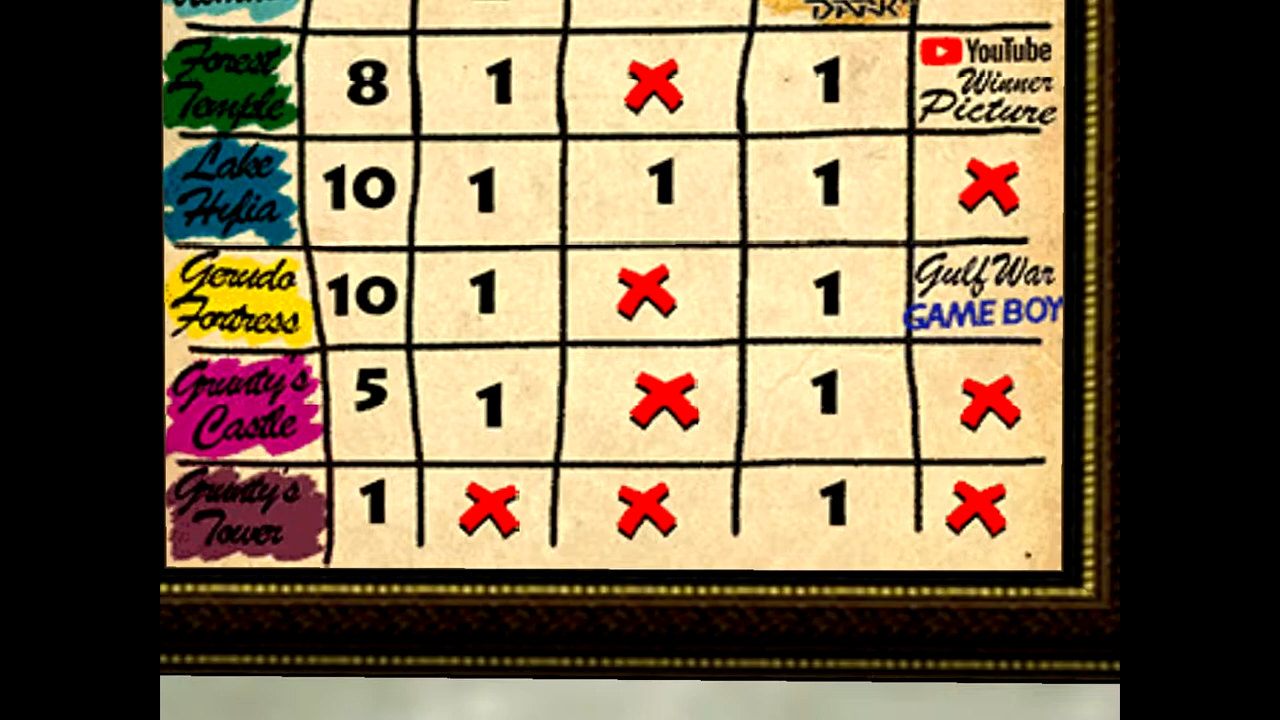 DARK
Forest
Temple
8 1 1
YouTube
Winner
Picture
Lake
Hylia
10 1 1 1
Gerudo
Fortress
10 1 1
Gulf War
GAME BOY
Grunty's
Castle
5 1 1
Grunty's
Tower
1 1